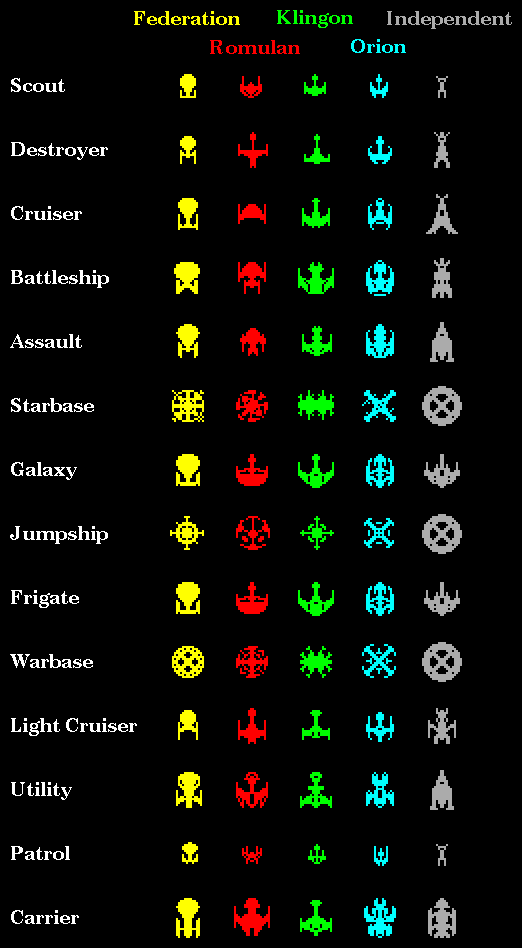 Federation Klingon Independent
Romulan Orion
Scout
Destroyer
Cruiser
Battleship
Assault
Starbase
Galaxy
Jumpship
Frigate
Warbase
Light Cruiser
Utility
Patrol
Carrier